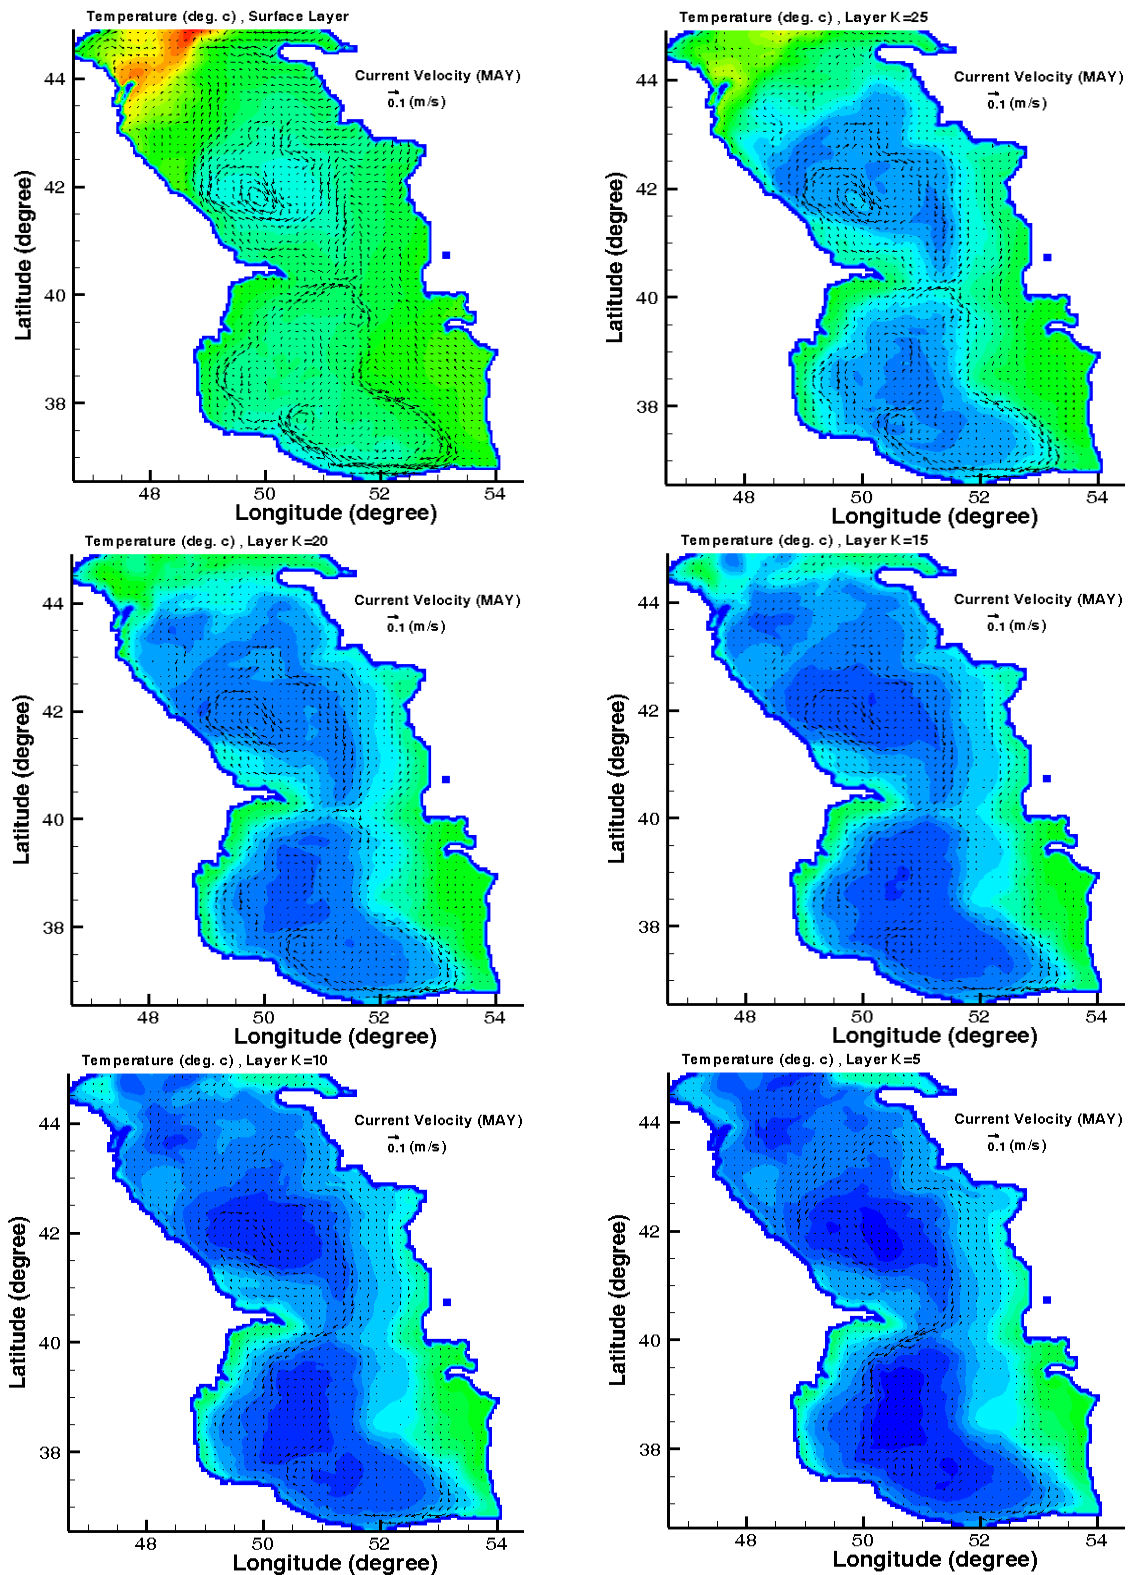 Temperature (deg. c) , Surface Layer
44
Current Velocity (MAY)
0.1 (m/s)
42
40
38
Latitude (degree)
48 50 52 54
Longitude (degree)
Temperature (deg. c) , Layer K=25
44
Current Velocity (MAY)
0.1 (m/s)
42
40
38
Latitude (degree)
48 50 52 54
Longitude (degree)
Temperature (deg. c) , Layer K=20
44
Current Velocity (MAY)
0.1 (m/s)
42
40
38
Latitude (degree)
48 50 52 54
Longitude (degree)
Temperature (deg. c) , Layer K=15
44
Current Velocity (MAY)
0.1 (m/s)
42
40
38
Latitude (degree)
48 50 52 54
Longitude (degree)
Temperature (deg. c) , Layer K=10
44
Current Velocity (MAY)
0.1 (m/s)
42
40
38
Latitude (degree)
48 50 52 54
Longitude (degree)
Temperature (deg. c) , Layer K=5
44
Current Velocity (MAY)
0.1 (m/s)
42
40
38
Latitude (degree)
48 50 52 54
Longitude (degree)